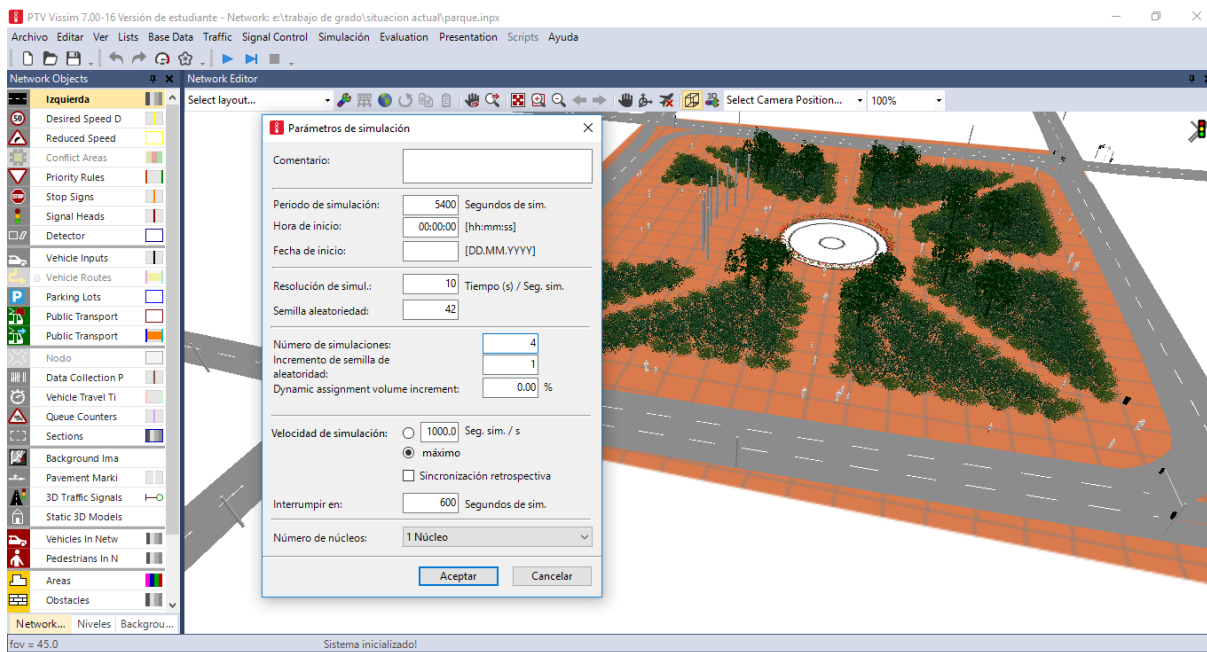 PTV Vissim 7.00-16 Versión de estudiante - Network: e:\trabajo de grado\situacion actual\parque.inpx
Archivo Editar Ver Lists Base Data Traffic Signal Control Simulación Evaluation Presentation Scripts Ayuda
Network Objects
Network Editor
Select layout...
Select Camera Position...
100%
Izquierda
50
Desired Speed D
Reduced Speed
Conflict Areas
Priority Rules
STOP
Stop Signs
Signal Heads
Detector
Vehicle Inputs
Vehicle Routes
P
Parking Lots
Public Transport
Public Transport
Nodo
Data Collection P
Vehicle Travel Ti
Queue Counters
Sections
Background Ima
Pavement Marki
3D Traffic Signals
Static 3D Models
Vehicles In Netw
Pedestrians In N
Areas
Obstacles
Network... Niveles Backgrou...
Parámetros de simulación
Comentario:
Periodo de simulación: 5400 Segundos de sim.
Hora de inicio: 00:00:00 [hh:mm:ss]
Fecha de inicio: [DD.MM.YYYY]
Resolución de simul.: 10 Tiempo (s) / Seg. sim.
Semilla aleatoriedad: 42
Número de simulaciones: 4
Incremento de semilla de
aleatoridad: 1
Dynamic assignment volume increment: 0.00 %
Velocidad de simulación: 1000.0 Seg. sim. / s
máximo
Sincronización retrospectiva
Interrumpir en: 600 Segundos de sim.
Número de núcleos: 1 Núcleo
Aceptar Cancelar
fov = 45.0 Sistema inicializado!